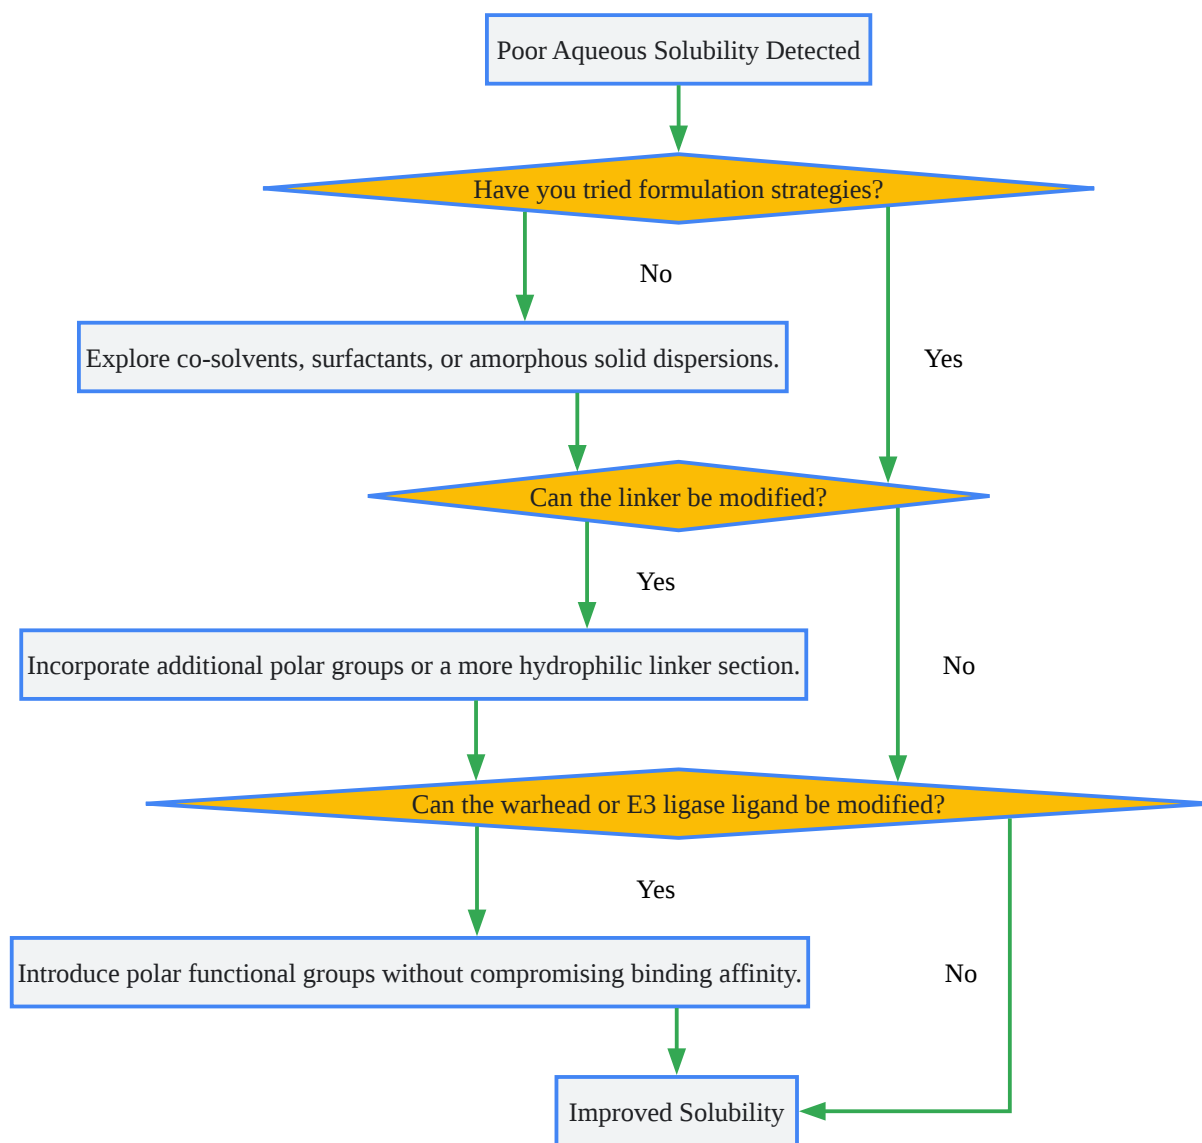 Poor Aqueous Solubility Detected
Have you tried formulation strategies?
No
Explore co-solvents, surfactants, or amorphous solid dispersions.
Yes
Can the linker be modified?
Yes
Incorporate additional polar groups or a more hydrophilic linker section.
No
Can the warhead or E3 ligase ligand be modified?
Yes
Introduce polar functional groups without compromising binding affinity.
No
Improved Solubility